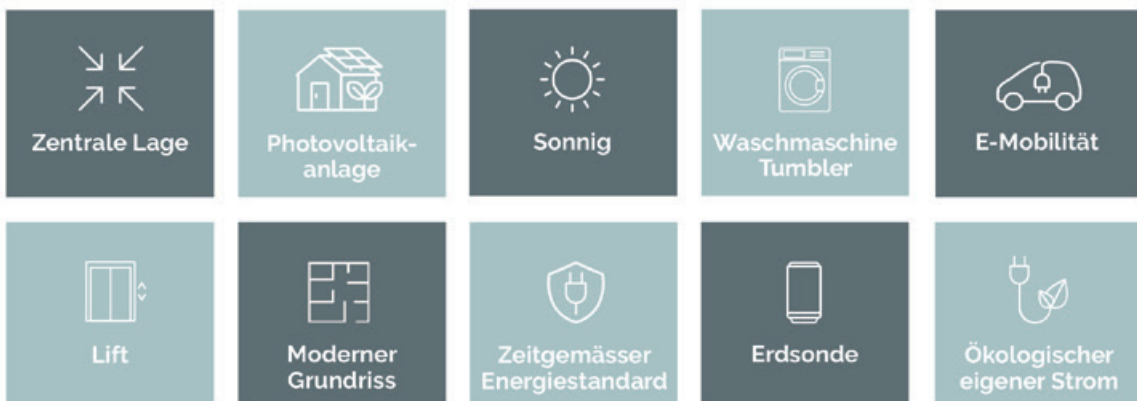 Zentrale Lage
Photovoltaik-
anlage
Sonnig
Waschmaschine
Tumbler
E-Mobilität
Lift
Moderner
Grundriss
Zeitgemässer
Energiestandard
Erdsonde
Ökologischer
eigener Strom